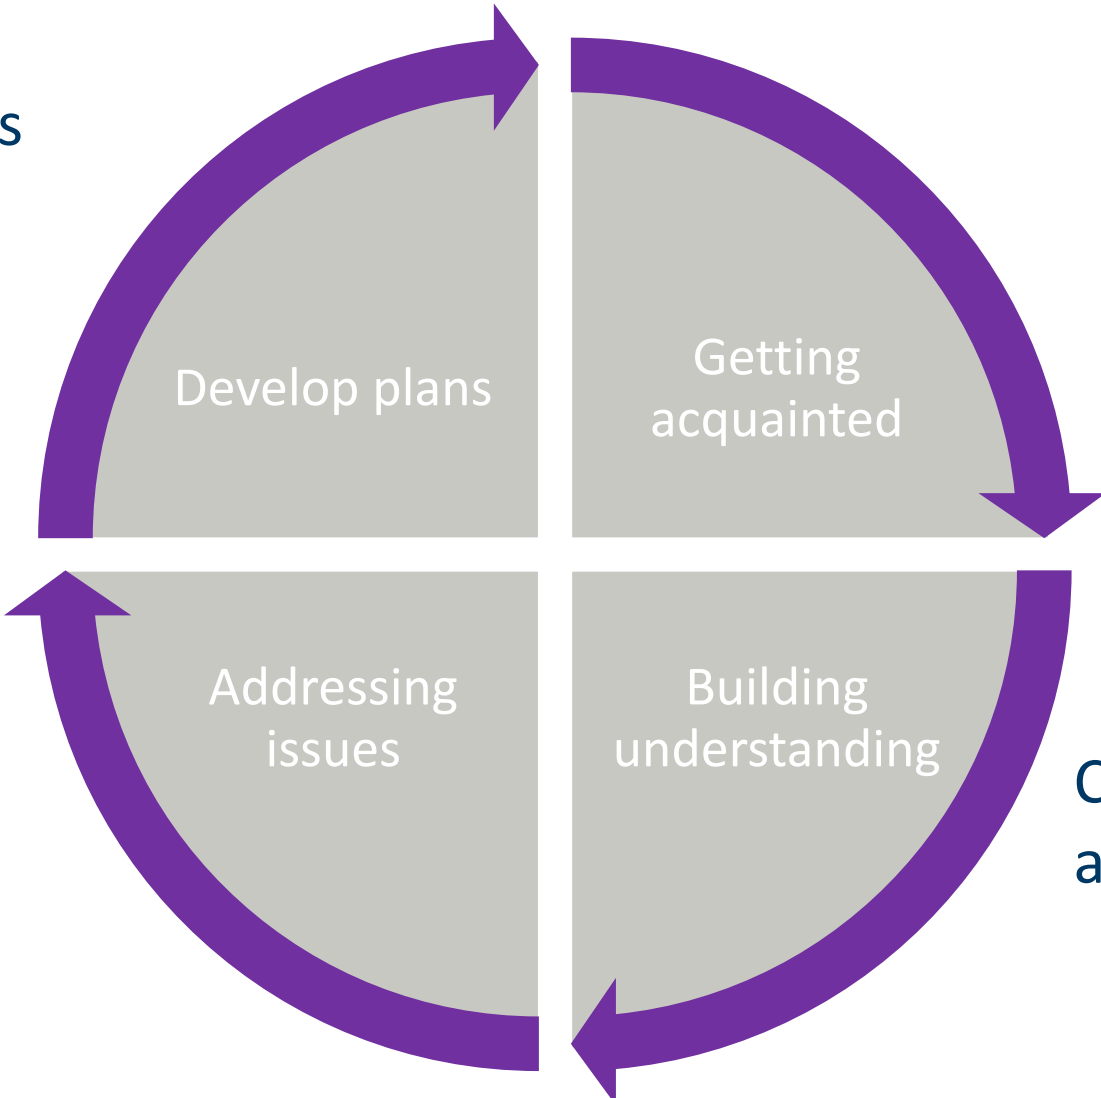 s
Develop plans
Getting
acquainted
Addressing
issues
Building
understanding